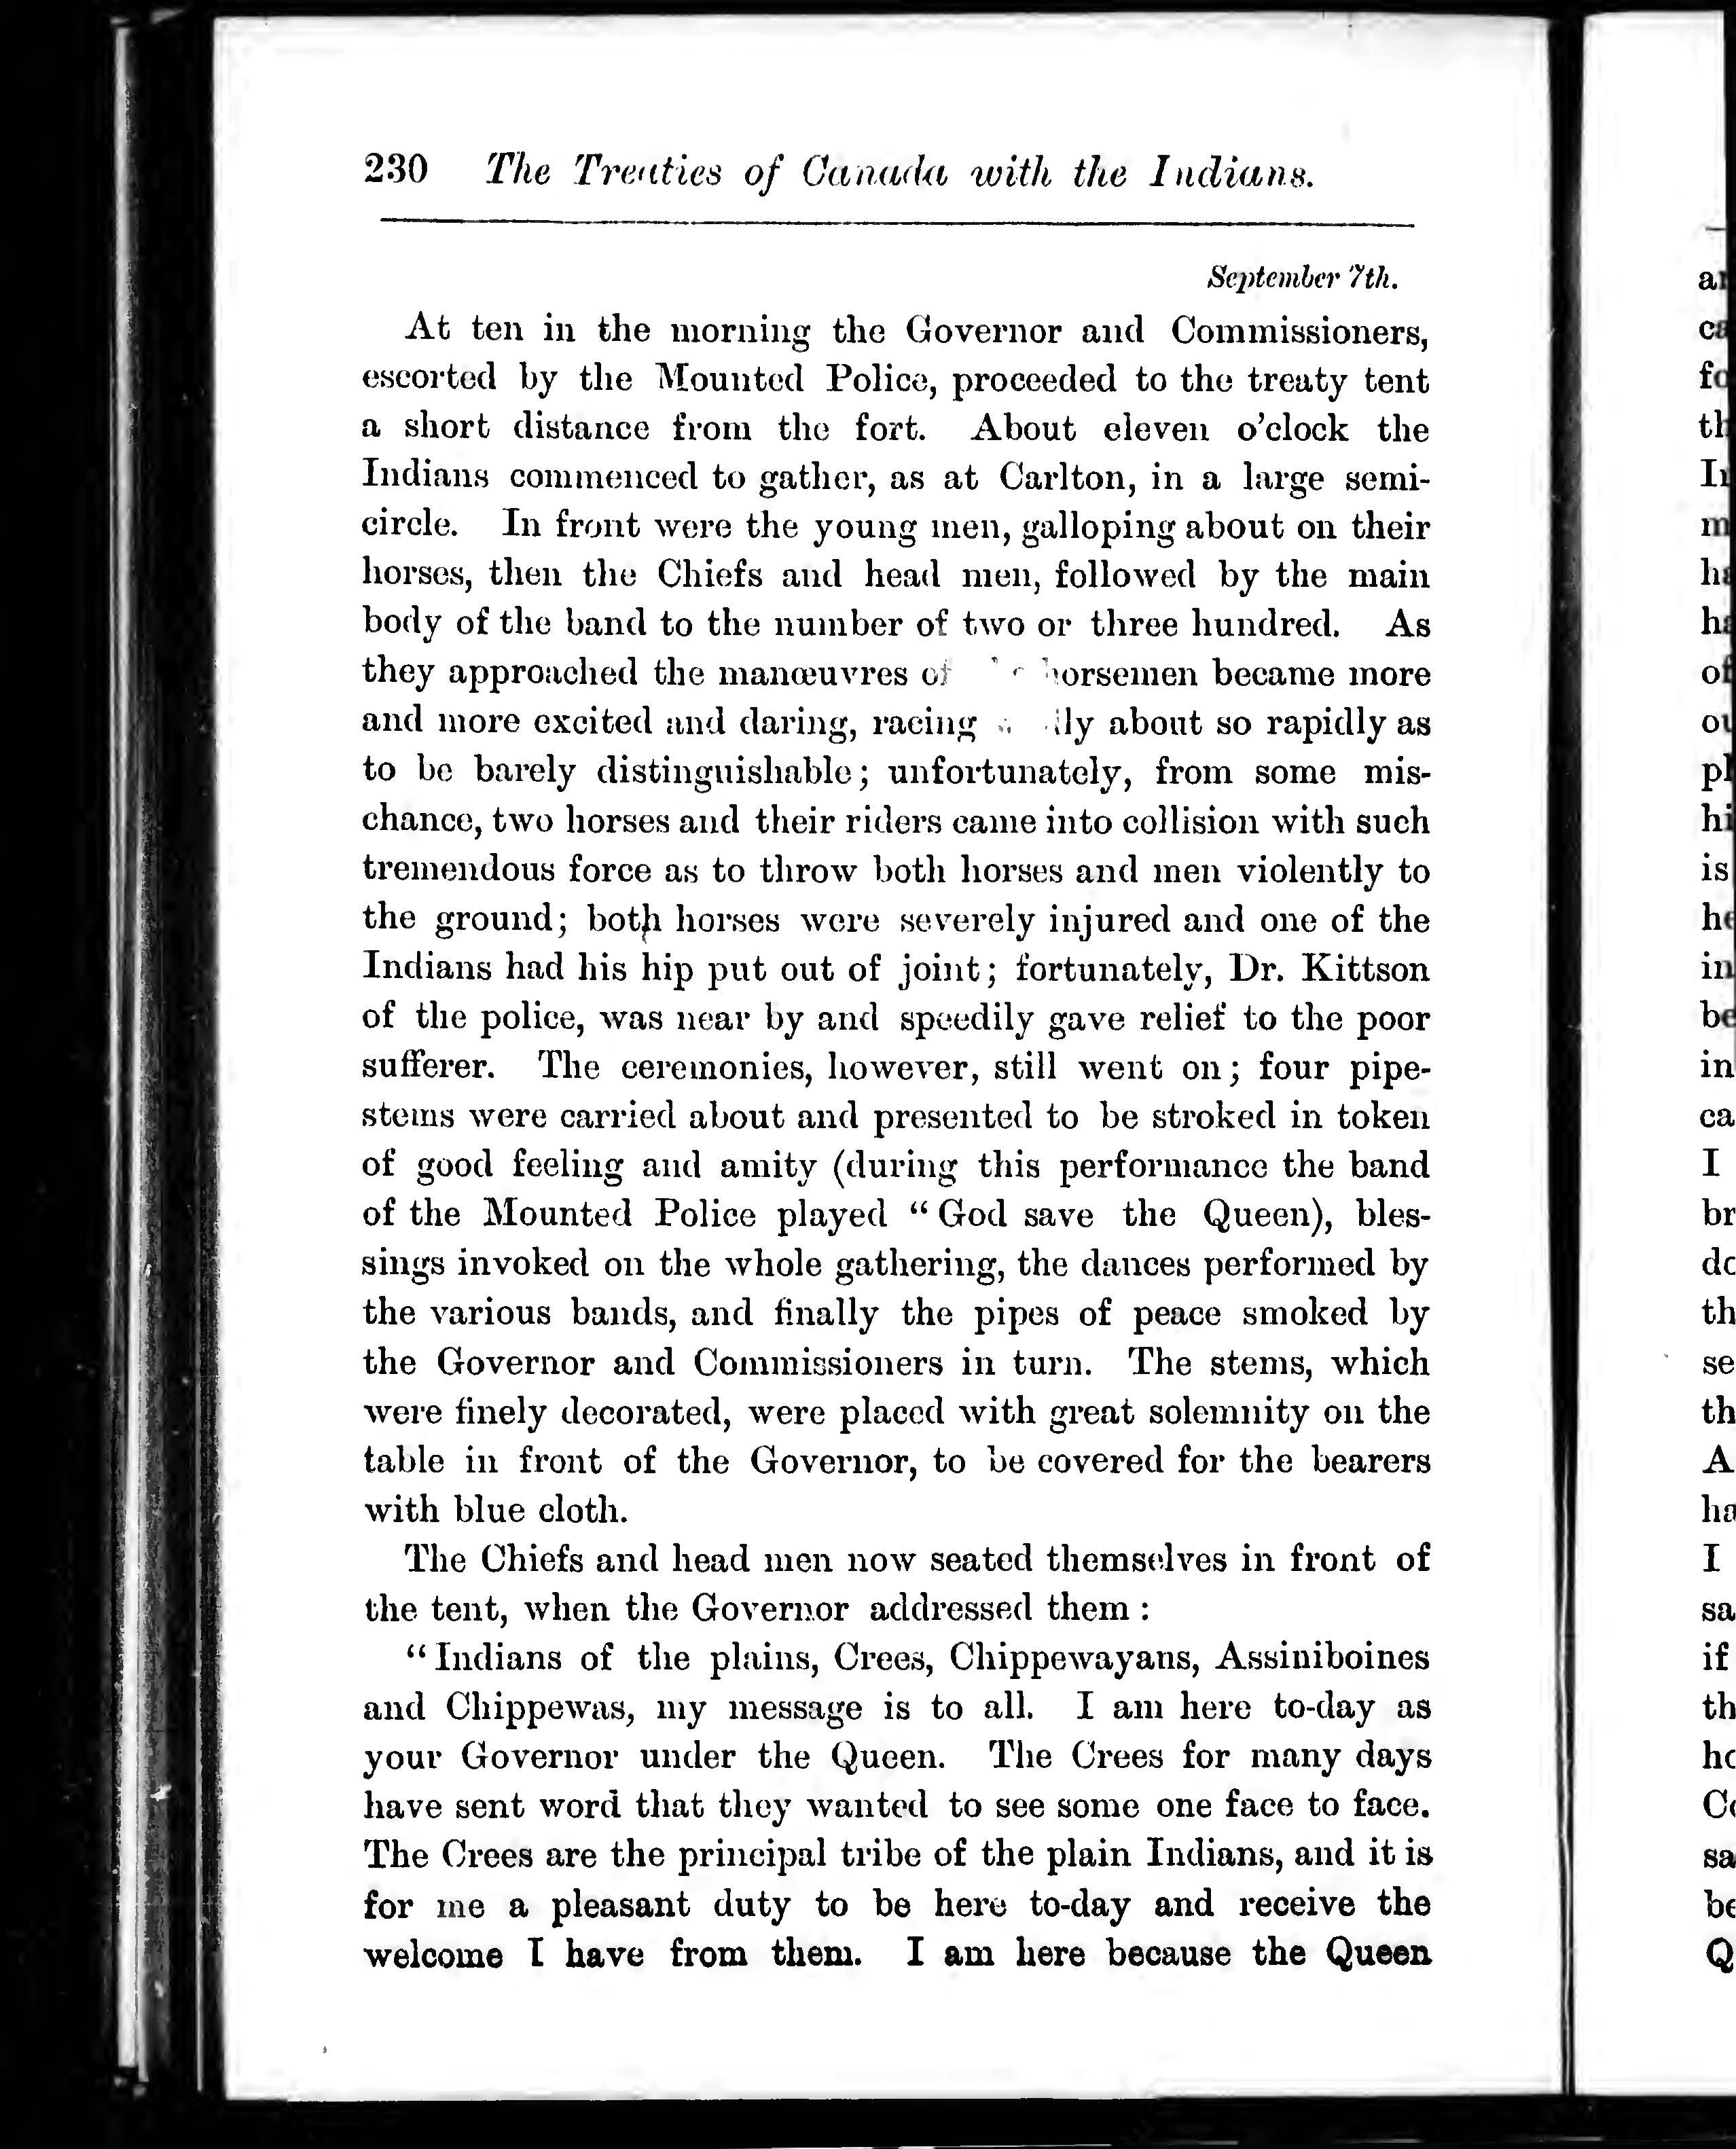 230 The Treaties of Canada with the Indians.
September 7th.
At ten in the morning the Governor and Commissioners,
escorted by the Mounted Police, proceeded to the treaty tent
a short distance from the fort. About eleven o'clock the
Indians commenced to gather, as at Carlton, in a large semi-
circle. In front were the young men, galloping about on their
horses, then the Chiefs and head men, followed by the main
body of the band to the number of two or three hundred. As
they approached the manœuvres of horsemen became more
and more excited and daring, racing about so rapidly as
to be barely distinguishable; unfortunately, from some mis-
chance, two horses and their riders came into collision with such
tremendous force as to throw both horses and men violently to
the ground; both horses were severely injured and one of the
Indians had his hip put out of joint; fortunately, Dr. Kittson
of the police, was near by and speedily gave relief to the poor
sufferer. The ceremonies, however, still went on; four pipe-
stems were carried about and presented to be stroked in token
of good feeling and amity (during this performance the band
of the Mounted Police played “God save the Queen), bles-
sings invoked on the whole gathering, the dances performed by
the various bands, and finally the pipes of peace smoked by
the Governor and Commissioners in turn. The stems, which
were finely decorated, were placed with great solemnity on the
table in front of the Governor, to be covered for the bearers
with blue cloth.
The Chiefs and head men now seated themselves in front of
the tent, when the Governor addressed them:
“Indians of the plains, Crees, Chippewayans, Assiniboines
and Chippewas, my message is to all. I am here to-day as
your Governor under the Queen. The Crees for many days
have sent word that they wanted to see some one face to face.
The Crees are the principal tribe of the plain Indians, and it is
for me a pleasant duty to be here to-day and receive the
welcome I have from them. I am here because the Queen